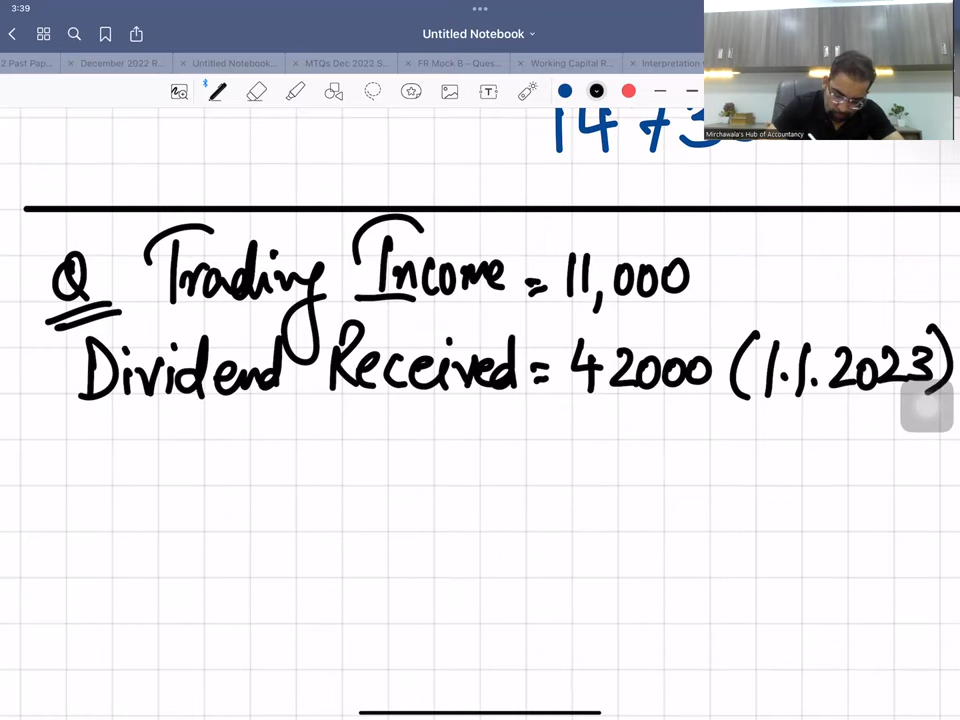 3:39
Untitled Notebook
2 Past Pap...
December 2022 R...
Untitled Notebook...
MTQs Dec 2022 S...
FR Mock B – Ques...
Working Capital R...
Interpretation
Mirchawala's Hub of Accountancy
14 +3
Q Trading Income = 11,000
Dividend Received = 42000 (1.1.2023)